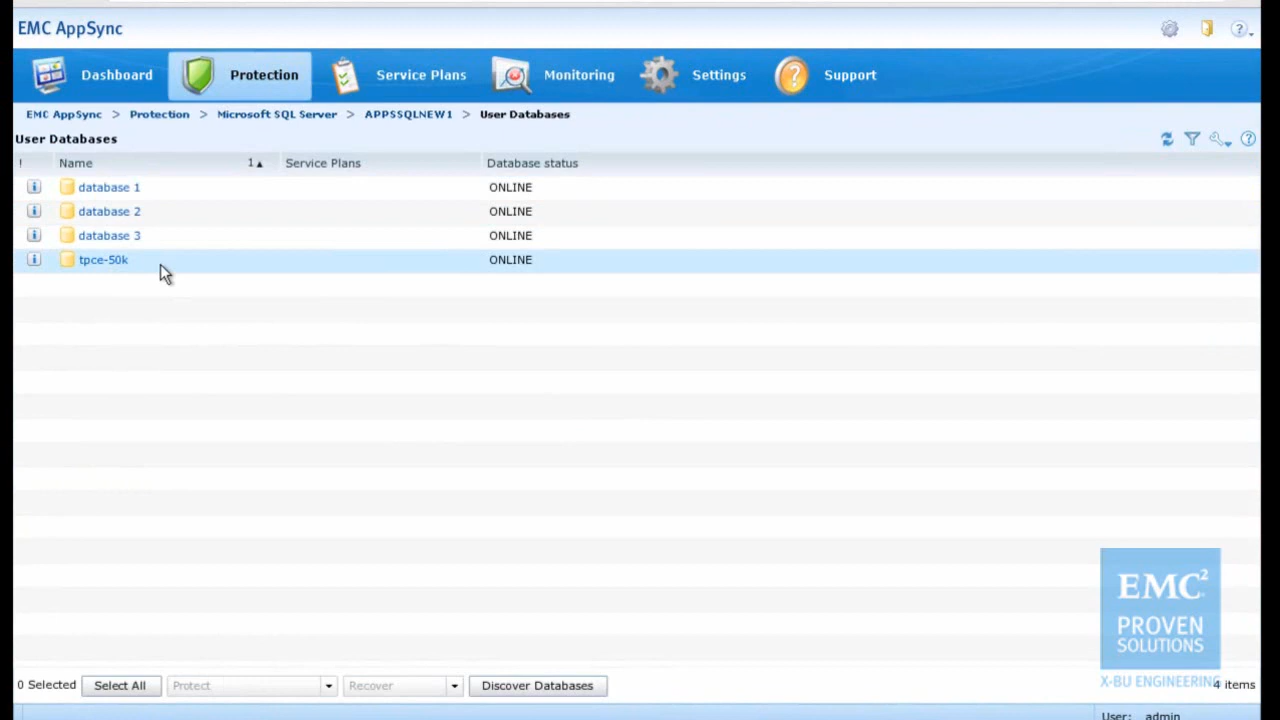 EMC AppSync
Dashboard Protection Service Plans Monitoring Settings Support
EMC AppSync > Protection > Microsoft SQL Server > APPSSQLNEW1 > User Databases
User Databases
! Name 1▲ Service Plans Database status
database 1 ONLINE
database 2 ONLINE
database 3 ONLINE
tpce-50k ONLINE
EMC²
PROVEN
SOLUTIONS
X-BU ENGINEERING
0 Selected Select All Protect Recover Discover Databases 4 items
User: admin